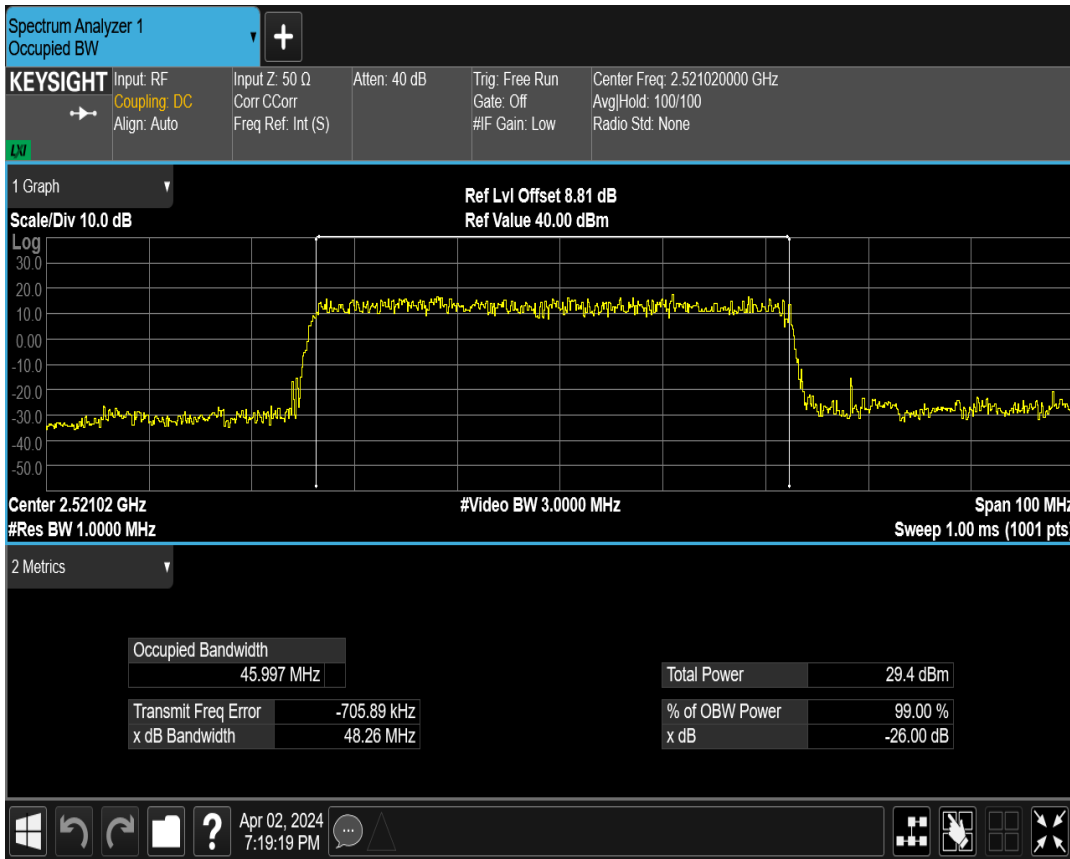 Spectrum Analyzer 1
Occupied BW
+
KEYSIGHT
LXI
Input: RF
Coupling: DC
Align: Auto
Input Z: 50 Ω
Corr CCorr
Freq Ref: Int (S)
Atten: 40 dB
Trig: Free Run
Gate: Off
#IF Gain: Low
Center Freq: 2.521020000 GHz
Avg|Hold: 100/100
Radio Std: None
1 Graph
Scale/Div 10.0 dB
Ref Lvl Offset 8.81 dB
Ref Value 40.00 dBm
Log
30.0
20.0
10.0
0.00
-10.0
-20.0
-30.0
-40.0
-50.0
Center 2.52102 GHz
#Video BW 3.0000 MHz
Span 100 MHz
#Res BW 1.0000 MHz
Sweep 1.00 ms (1001 pts)
2 Metrics
Occupied Bandwidth
45.997 MHz
Transmit Freq Error -705.89 kHz
x dB Bandwidth 48.26 MHz
Total Power 29.4 dBm
% of OBW Power 99.00 %
x dB -26.00 dB
?
Apr 02, 2024
7:19:19 PM